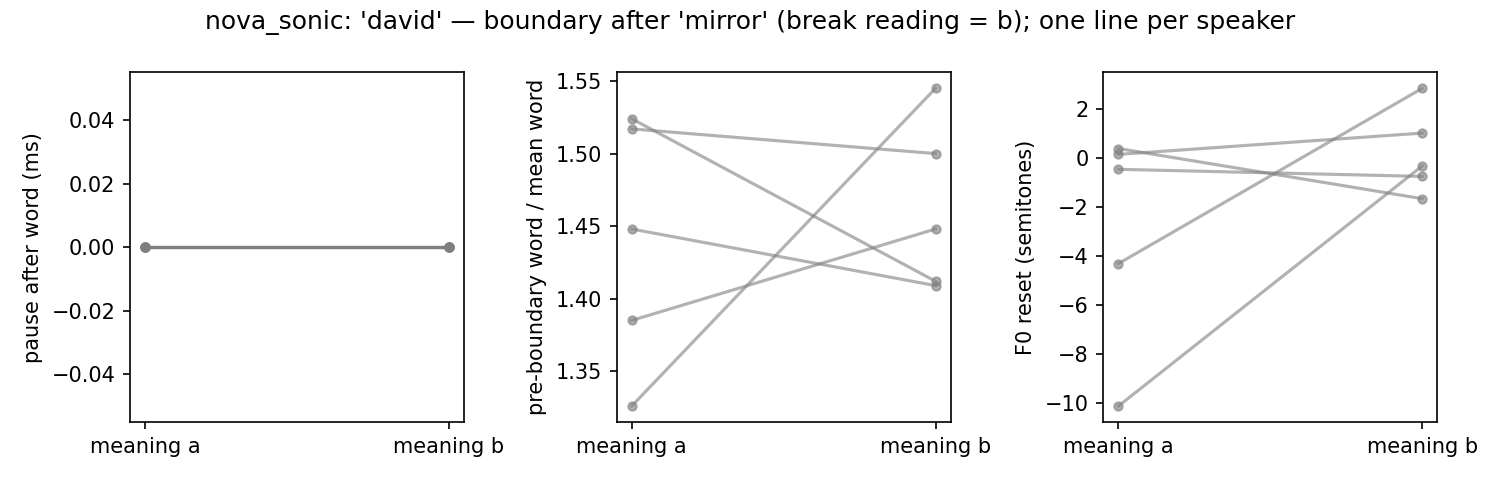 nova_sonic: 'david' — boundary after 'mirror' (break reading = b); one line per speaker
pause after word (ms)
0.04
0.02
0.00
−0.02
−0.04
meaning a
meaning b
pre-boundary word / mean word
1.55
1.50
1.45
1.40
1.35
meaning a
meaning b
F0 reset (semitones)
2
0
−2
−4
−6
−8
−10
meaning a
meaning b